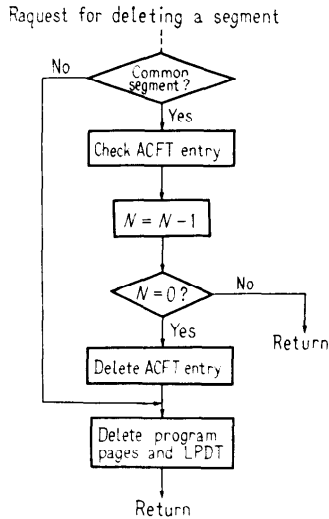 Raquest for deleting a segment
Common
segment?
No
Yes
Check ACFT entry
N = N-1
N=0?
No
Yes
Return
Delete ACFT entry
Delete program
pages and LPDT
Return